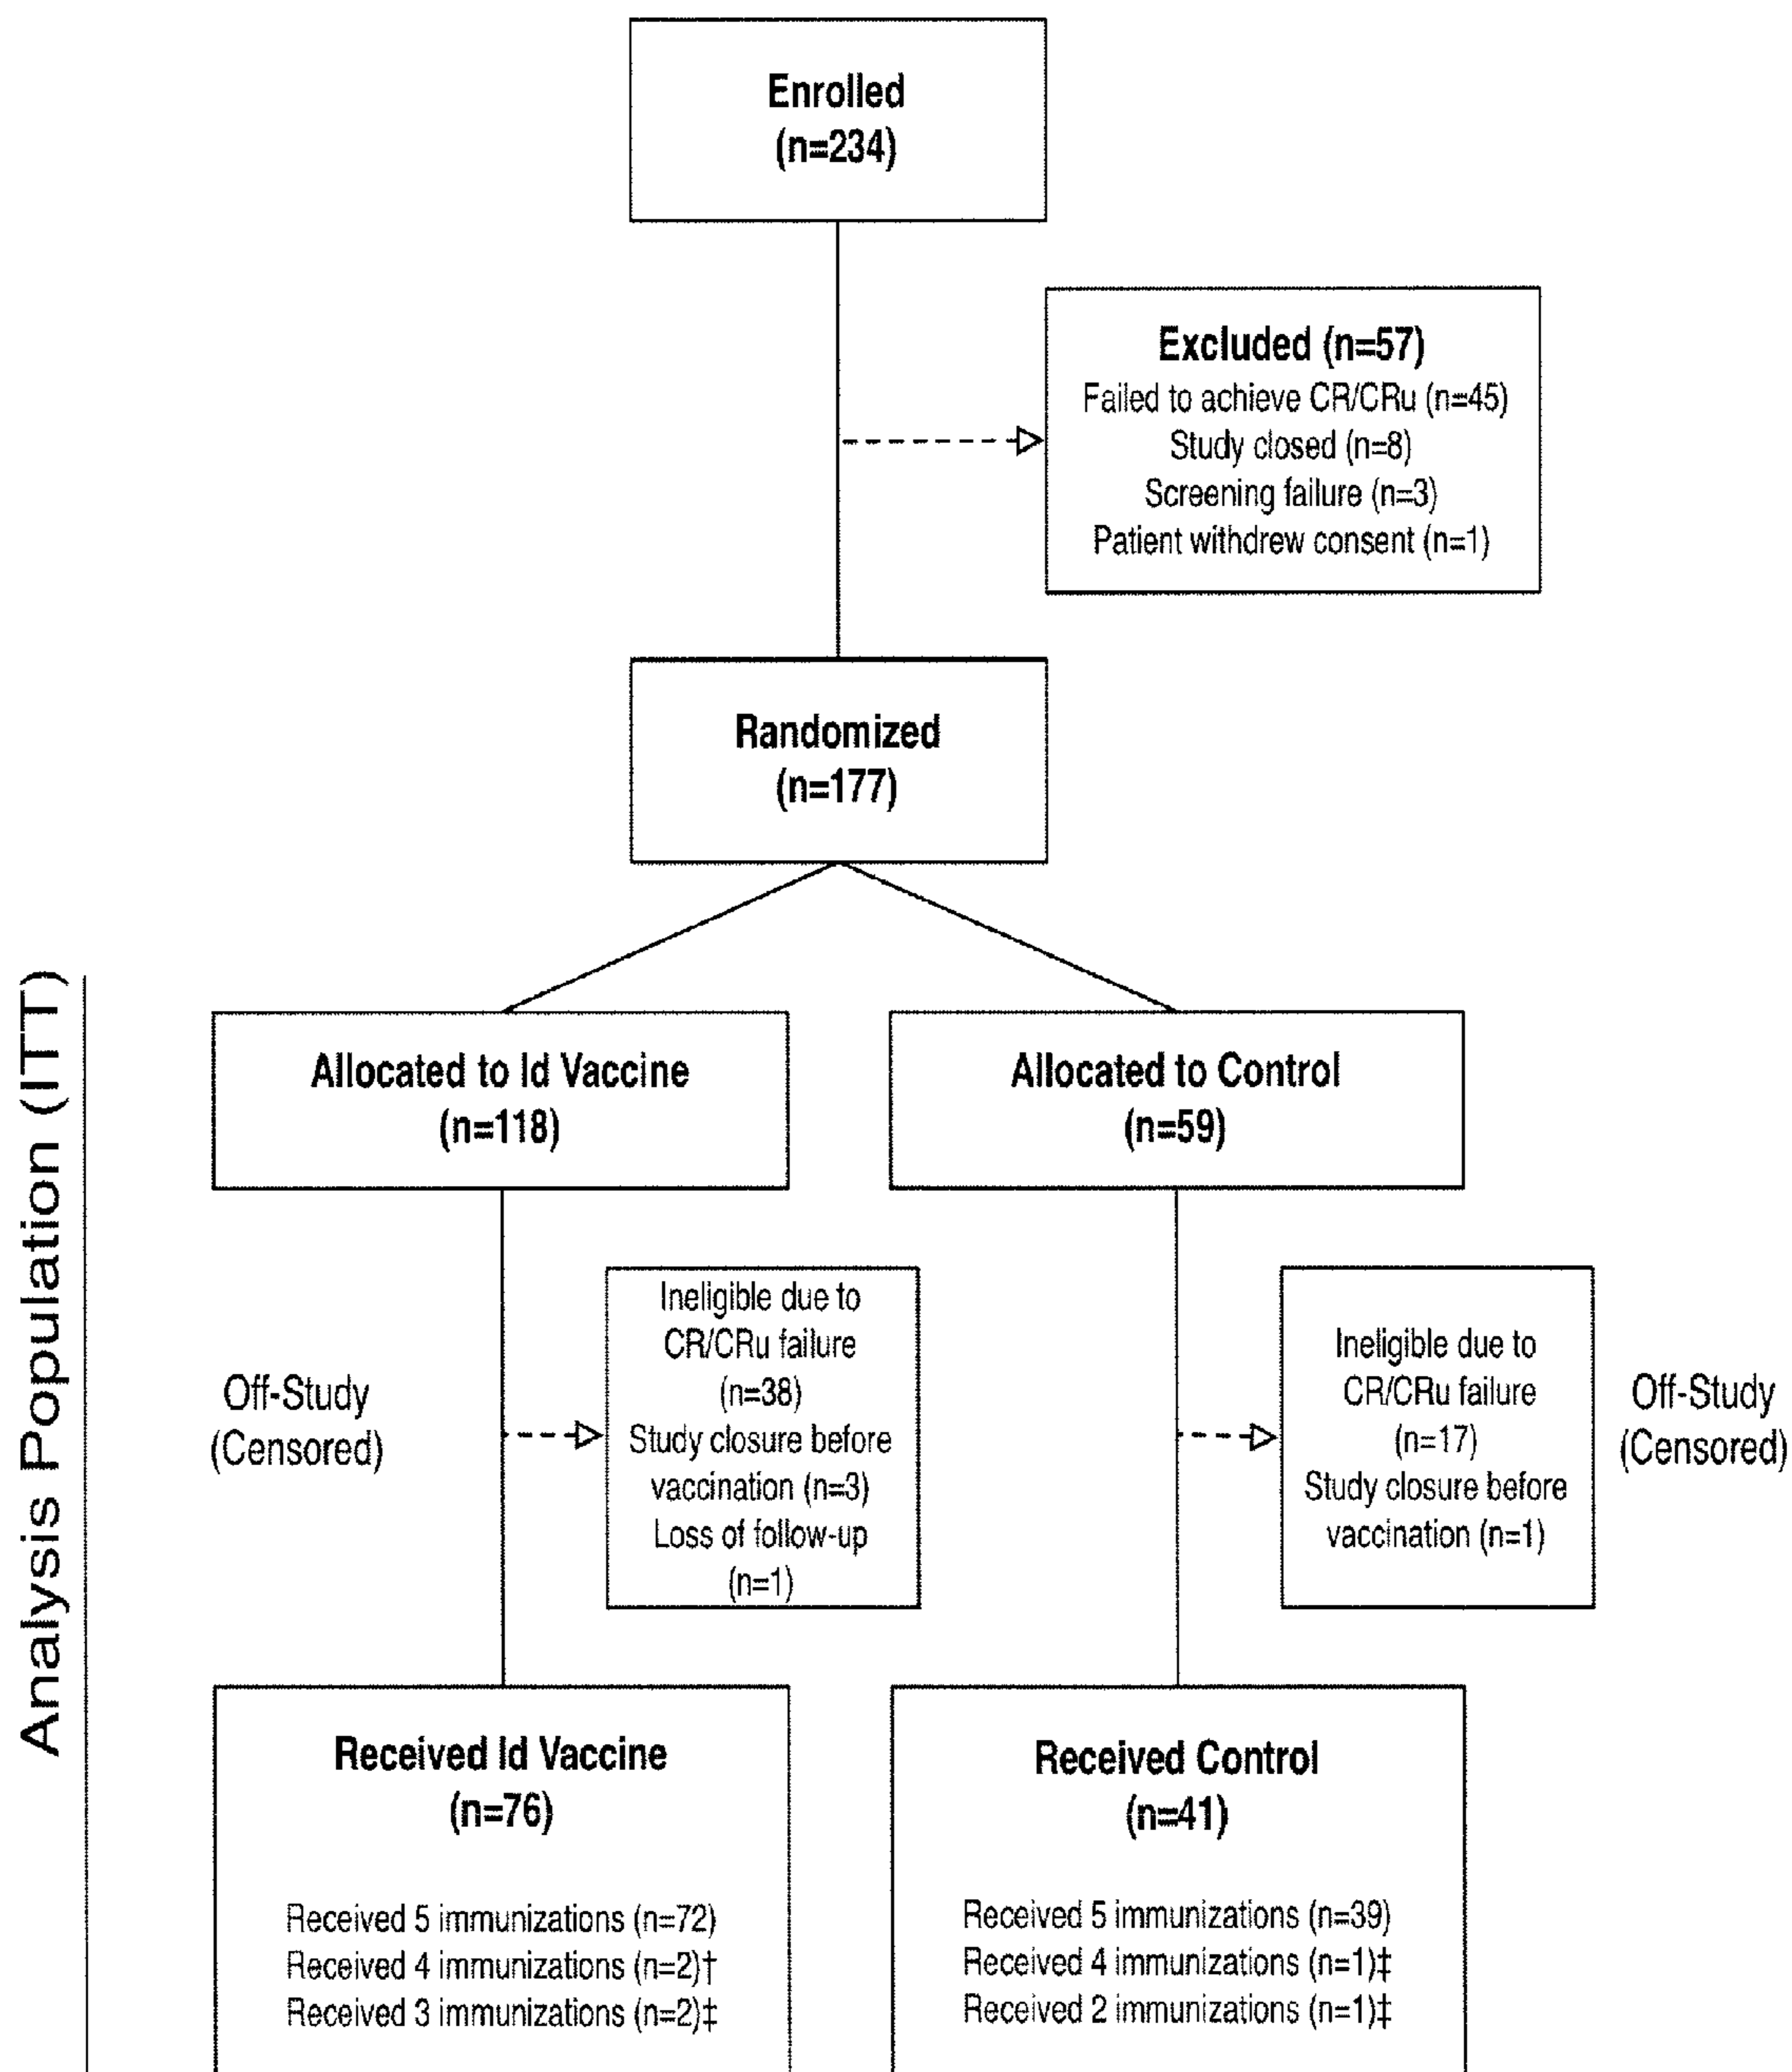 Enrolled
(n=234)
Excluded (n=57)
Failed to achieve CR/CRu (n=45)
Study closed (n=8)
Screening failure (n=3)
Patient withdrew consent (n=1)
Randomized
(n=177)
Analysis Population (ITT)
Allocated to Id Vaccine
(n=118)
Allocated to Control
(n=59)
Off-Study
(Censored)
Ineligible due to
CR/CRu failure
(n=38)
Study closure before
vaccination (n=3)
Loss of follow-up
(n=1)
Ineligible due to
CR/CRu failure
(n=17)
Study closure before
vaccination (n=1)
Off-Study
(Censored)
Received Id Vaccine
(n=76)
Received 5 immunizations (n=72)
Received 4 immunizations (n=2)†
Received 3 immunizations (n=2)‡
Received Control
(n=41)
Received 5 immunizations (n=39)
Received 4 immunizations (n=1)‡
Received 2 immunizations (n=1)‡